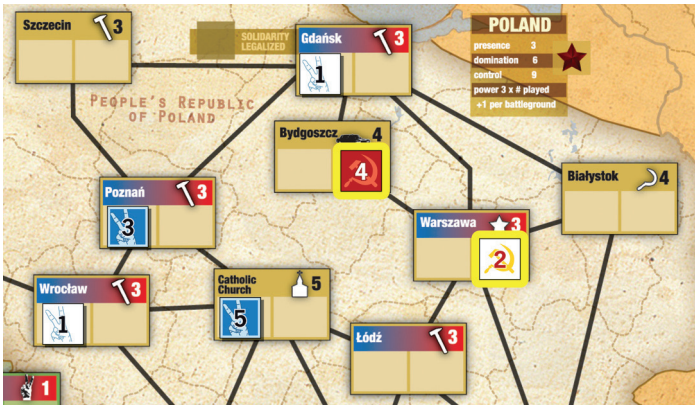 Szczecin 3
SOLIDARITY
LEGALIZED
Gdańsk 3
1
POLAND
presence 3
domination 6
control 9
power 3 x # played
+1 per battleground
PEOPLE'S REPUBLIC
OF POLAND
Bydgoszcz 4
4
Białystok 4
Poznań 3
3
Warszawa 3
2
Wrocław 3
1
Catholic
Church 5
5
Łódź 3
1